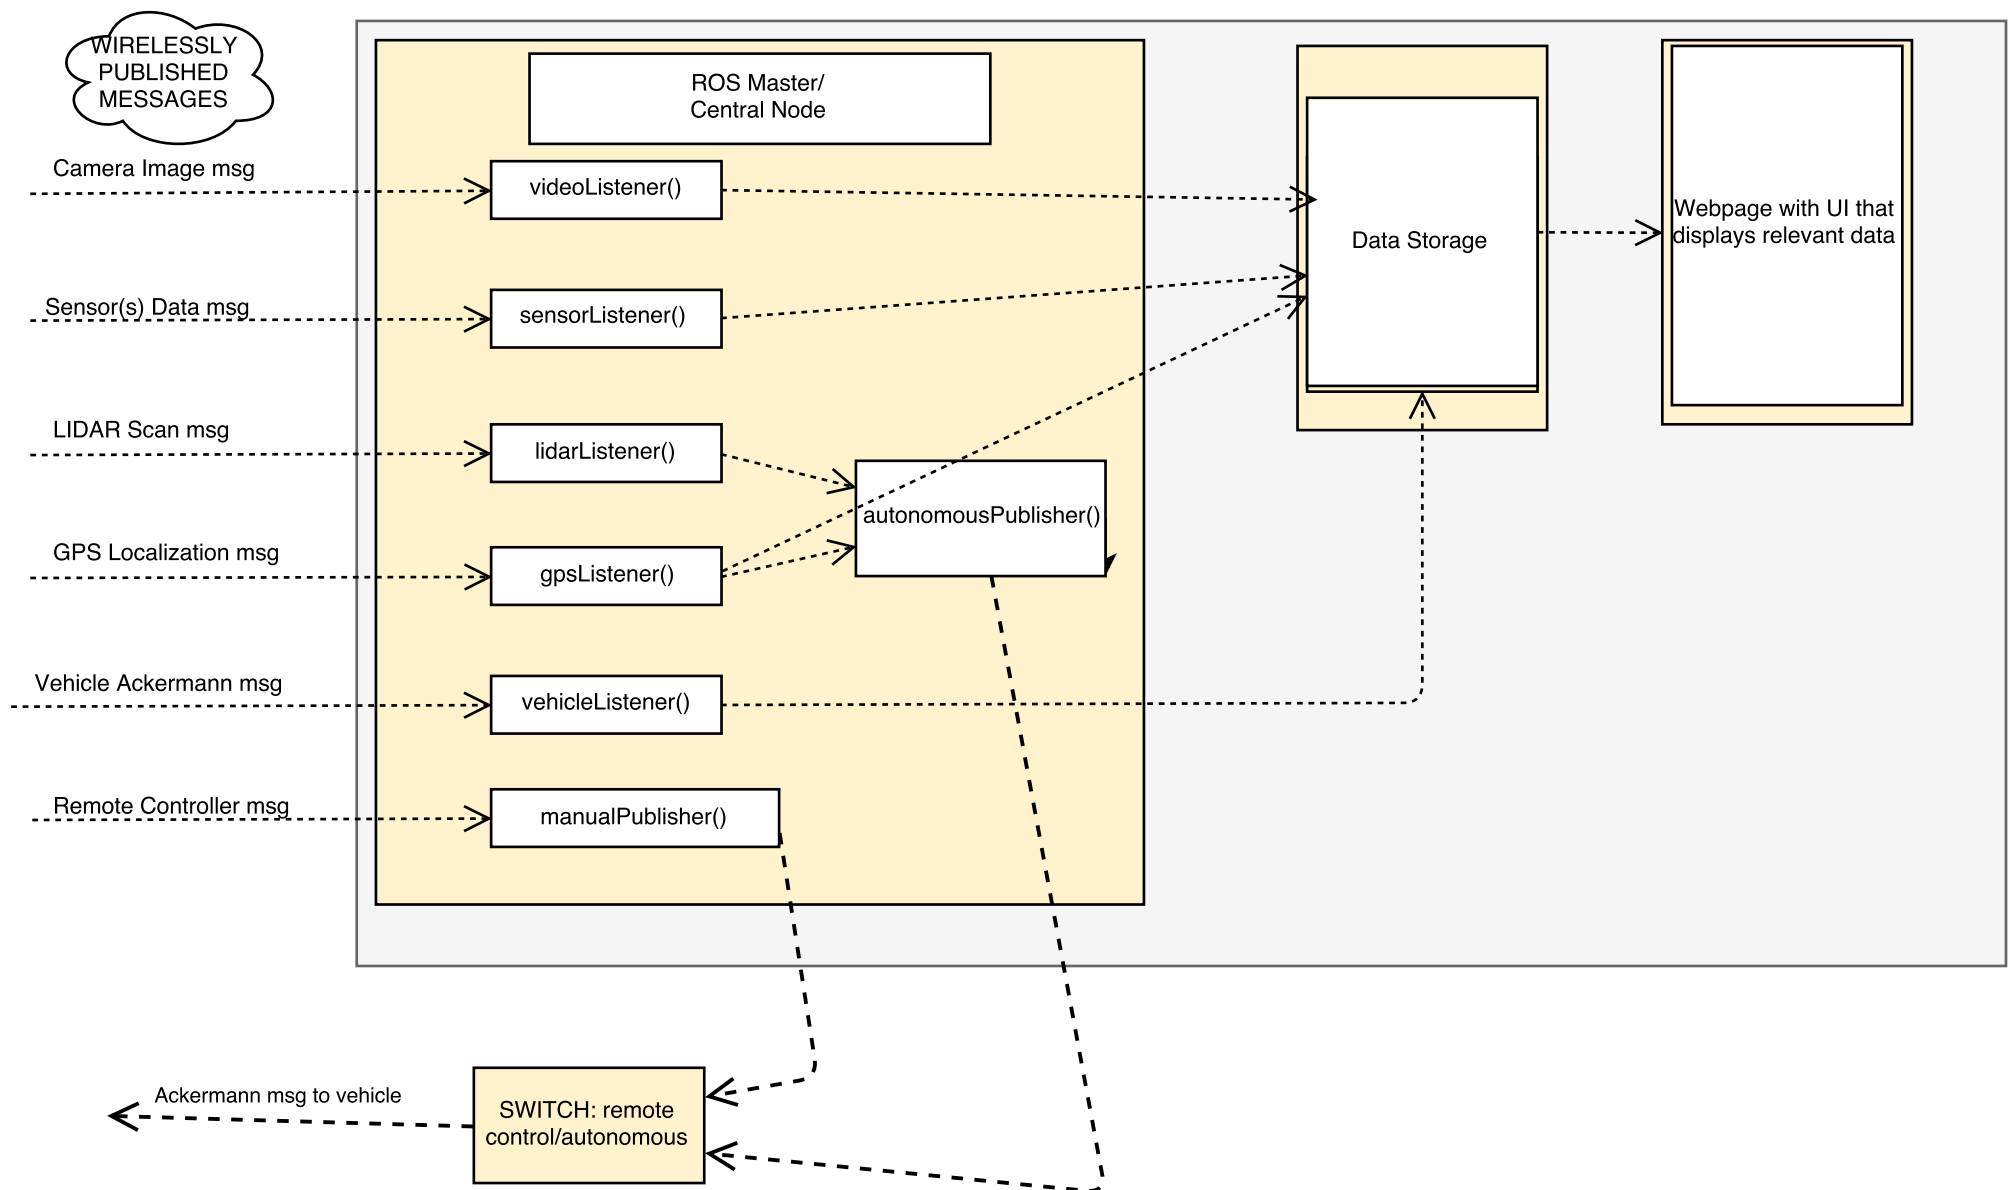 WIRELESSLY
PUBLISHED
MESSAGES
ROS Master/
Central Node
Camera Image msg
videoListener()
Sensor(s) Data msg
sensorListener()
LIDAR Scan msg
lidarListener()
autonomousPublisher()
GPS Localization msg
gpsListener()
Vehicle Ackermann msg
vehicleListener()
Remote Controller msg
manualPublisher()
Data Storage
Webpage with UI that
displays relevant data
Ackermann msg to vehicle
SWITCH: remote
control/autonomous